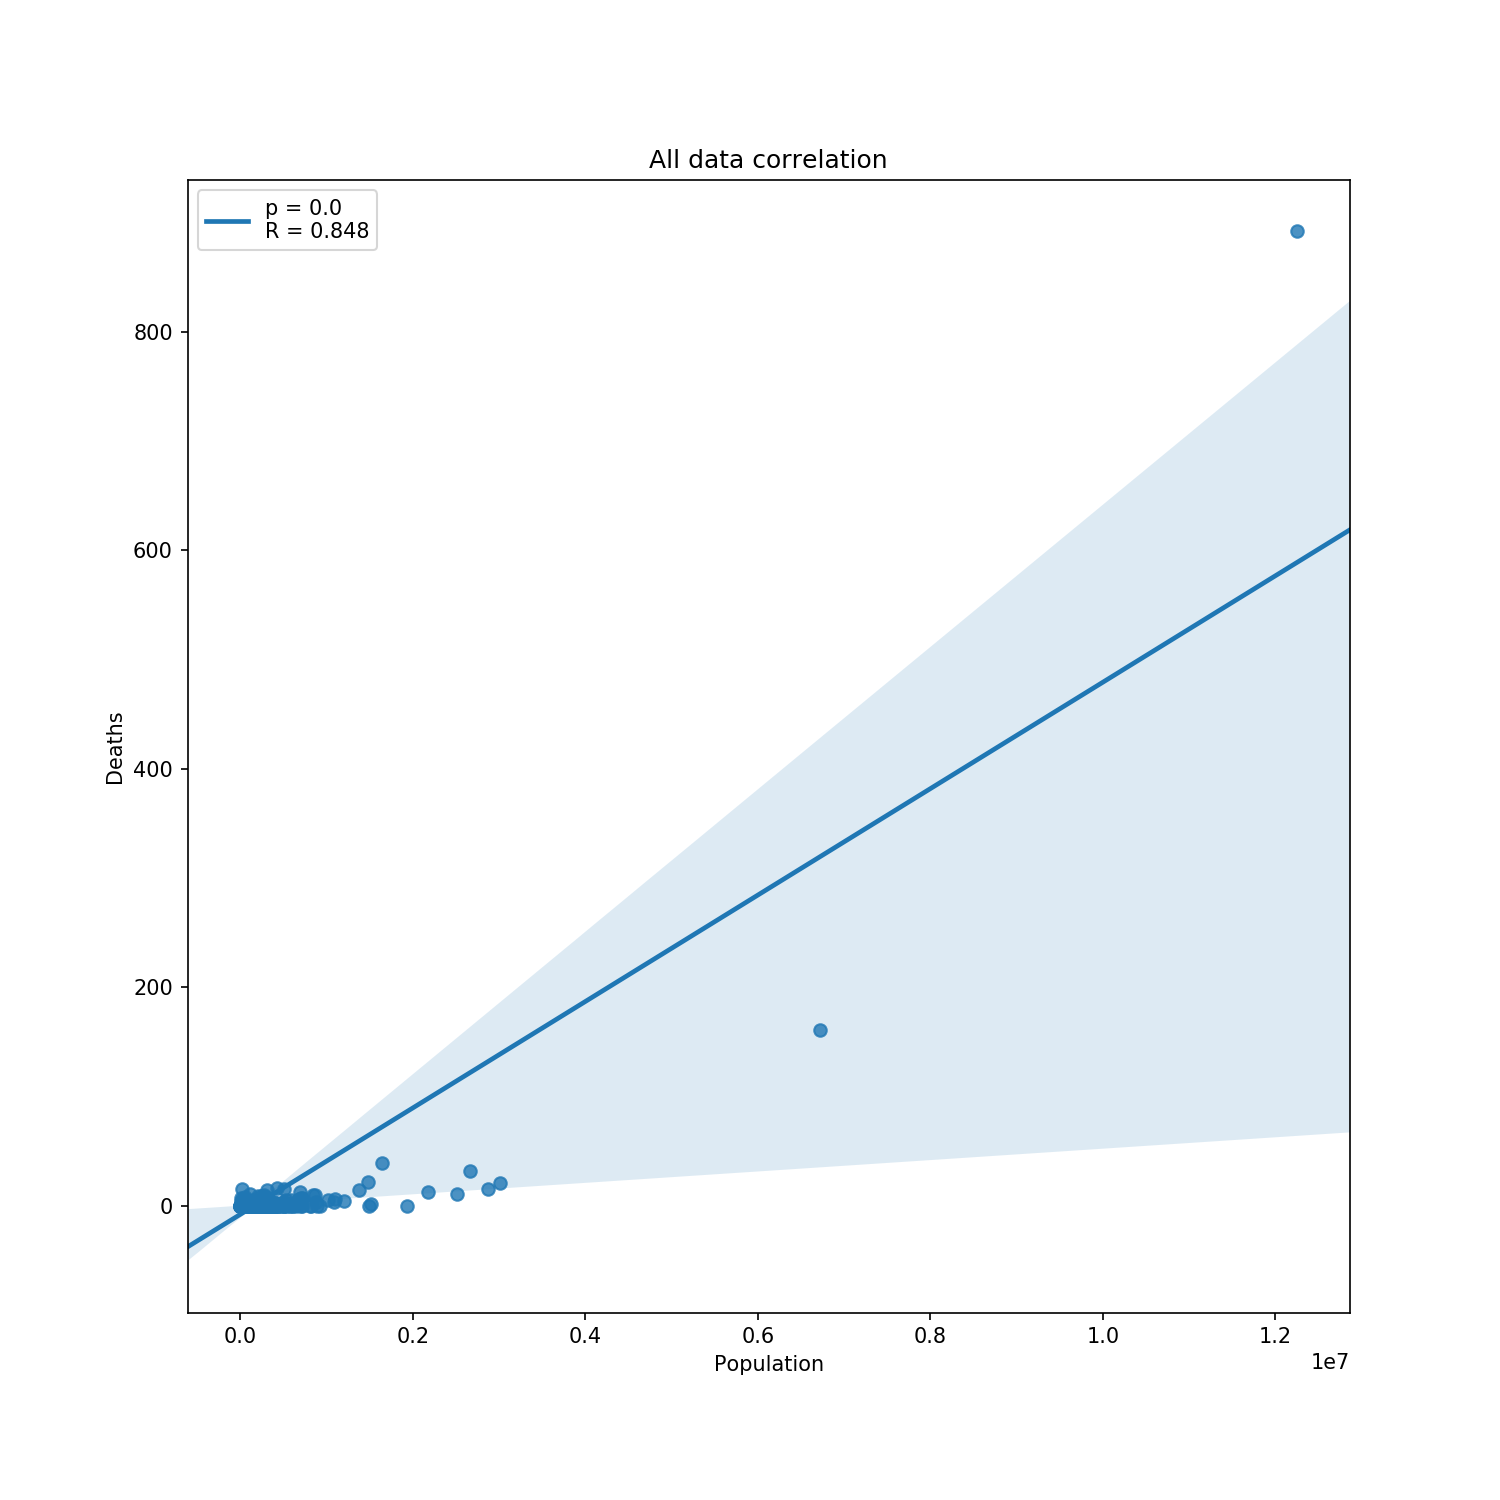 All data correlation
p = 0.0
R = 0.848
800
600
400
200
0
Deaths
0.0 0.2 0.4 0.6 0.8 1.0 1.2
1e7
Population